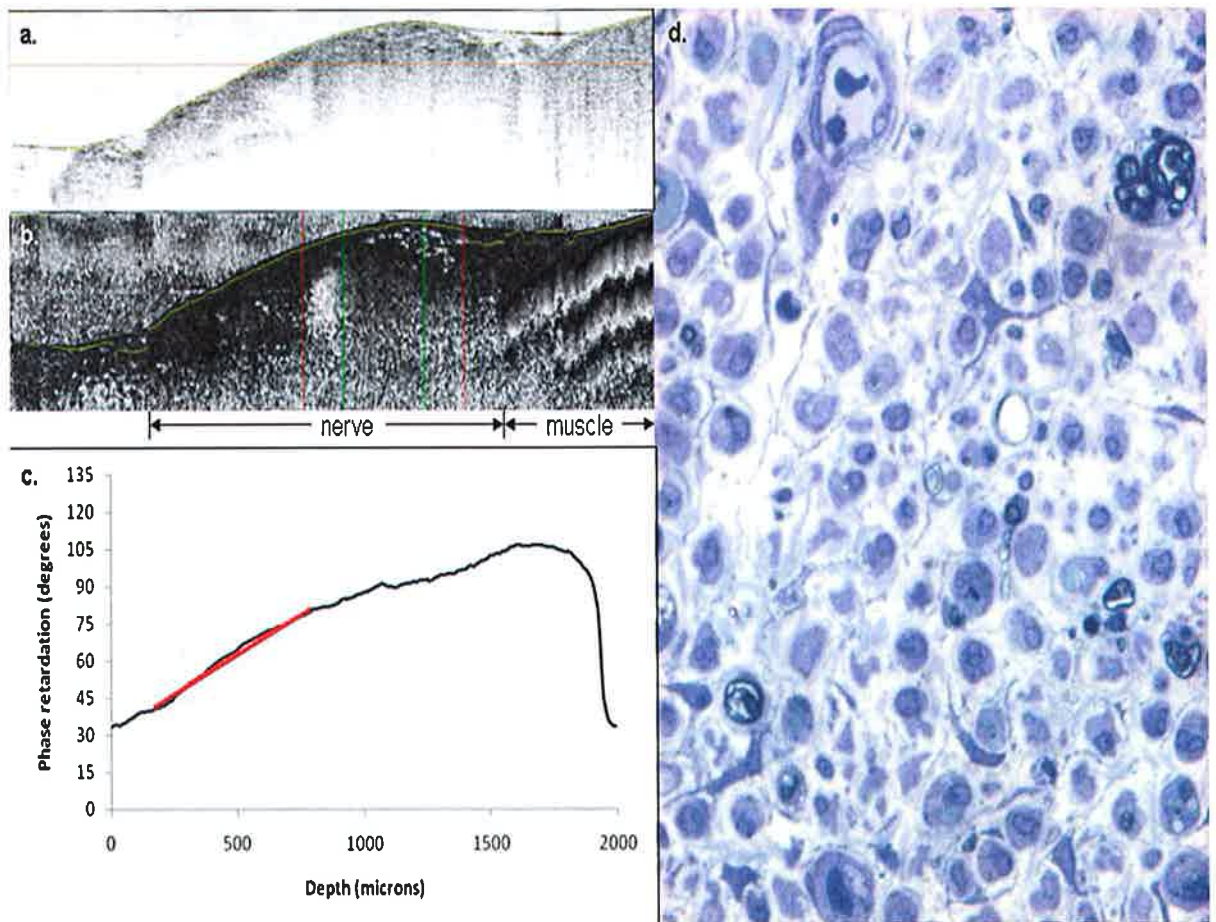 a.
b.
nerve
muscle
c.
Phase retardation (degrees)
135
120
105
90
75
60
45
30
15
0
0
500
1000
1500
2000
Depth (microns)
d.